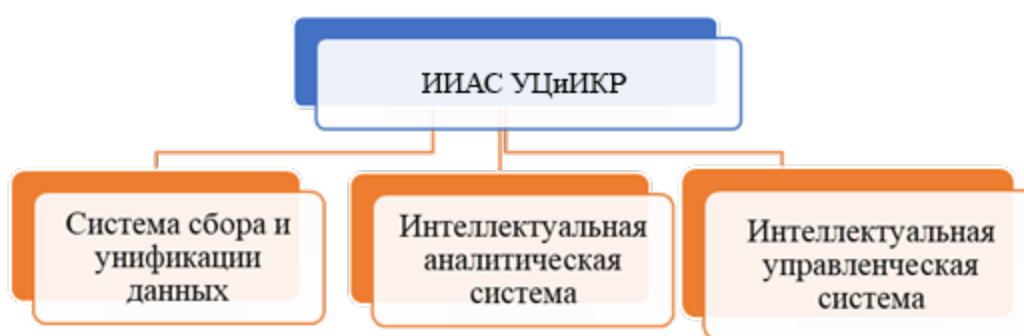 ИИАС УЦиИКР
Система сбора и
унификации
данных
Интеллектуальная
аналитическая
система
Интеллектуальная
управленческая
система